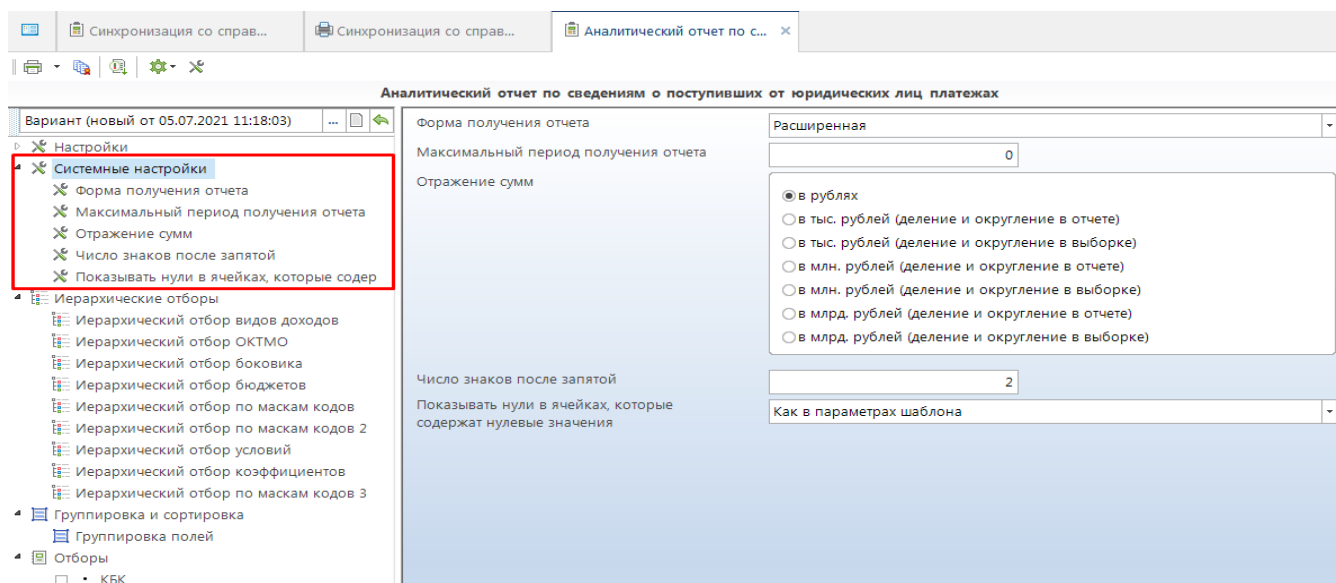 Синхронизация со справ...
Синхронизация со справ...
Аналитический отчет по с...
Аналитический отчет по сведениям о поступивших от юридических лиц платежах
Вариант (новый от 05.07.2021 11:18:03)
...
Настройки
Системные настройки
Форма получения отчета
Максимальный период получения отчета
Отражение сумм
Число знаков после запятой
Показывать нули в ячейках, которые содер
Иерархические отборы
Иерархический отбор видов доходов
Иерархический отбор ОКТМО
Иерархический отбор боковика
Иерархический отбор бюджетов
Иерархический отбор по маскам кодов
Иерархический отбор по маскам кодов 2
Иерархический отбор условий
Иерархический отбор коэффициентов
Иерархический отбор по маскам кодов 3
Группировка и сортировка
Группировка полей
Отборы
КБК
Форма получения отчета
Расширенная
Максимальный период получения отчета
0
Отражение сумм
в рублях
в тыс. рублей (деление и округление в отчете)
в тыс. рублей (деление и округление в выборке)
в млн. рублей (деление и округление в отчете)
в млн. рублей (деление и округление в выборке)
в млрд. рублей (деление и округление в отчете)
в млрд. рублей (деление и округление в выборке)
Число знаков после запятой
2
Показывать нули в ячейках, которые
содержат нулевые значения
Как в параметрах шаблона